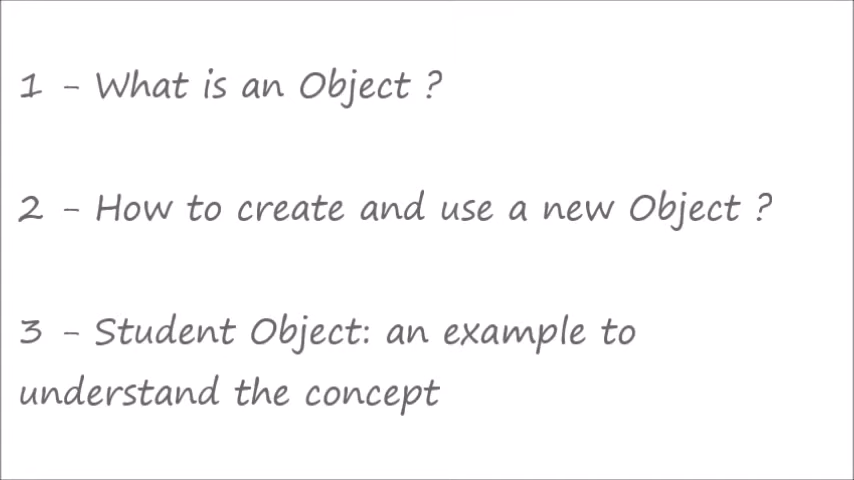 1 - What is an Object ?
2 - How to create and use a new Object ?
3 - Student Object: an example to
understand the concept